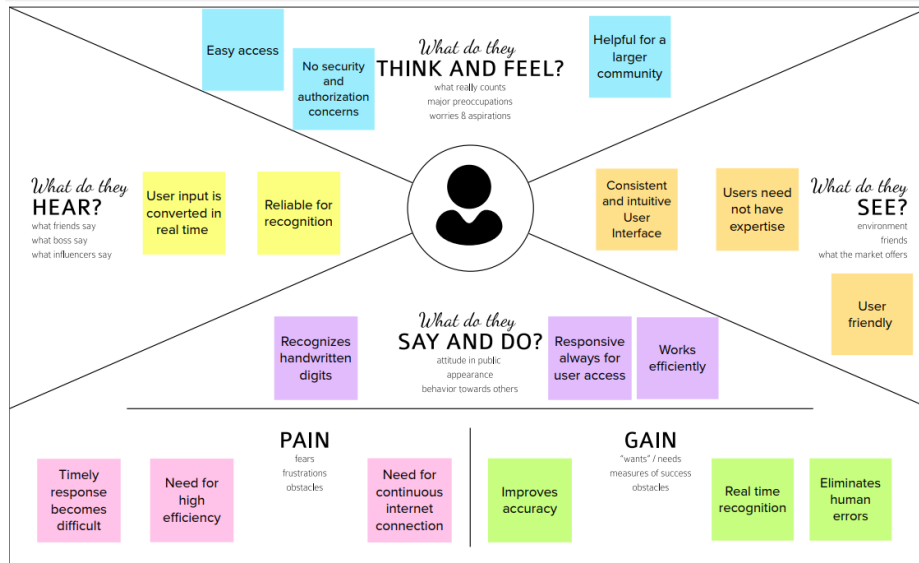 Easy access
No security
and
authorization
concerns
What do they
THINK AND FEEL?
what really counts
major preoccupations
worries & aspirations
Helpful for a
larger
community
What do they
HEAR?
what friends say
what boss say
what influencers say
User input is
converted in
real time
Reliable for
recognition
Consistent
and intuitive
User
Interface
Users need
not have
expertise
What do they
SEE?
environment
friends
what the market offers
User
friendly
Recognizes
handwritten
digits
What do they
SAY AND DO?
attitude in public
appearance
behavior towards others
Responsive
always for
user access
Works
efficiently
PAIN
fears
frustrations
obstacles
Timely
response
becomes
difficult
Need for
high
efficiency
Need for
continuous
internet
connection
GAIN
"wants" / needs
measures of success
obstacles
Improves
accuracy
Real time
recognition
Eliminates
human
errors